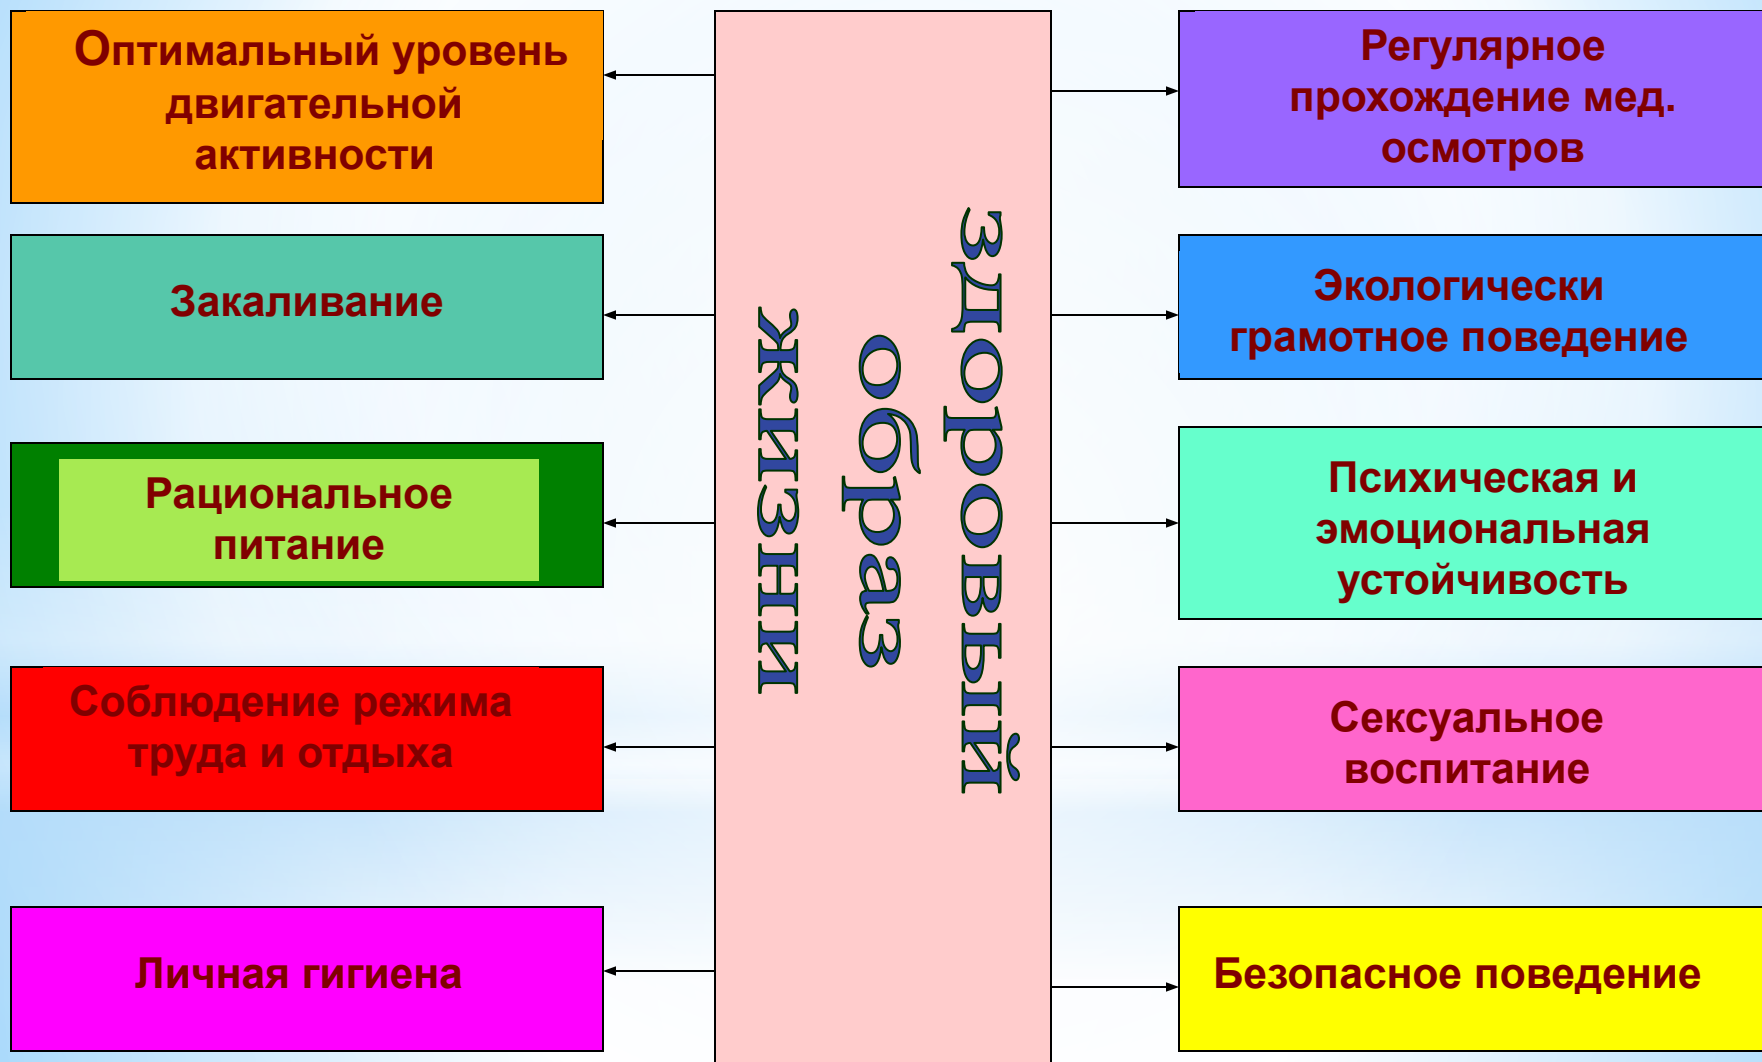 Оптимальный уровень
двигательной
активности
Закаливание
Рациональное
питание
Соблюдение режима
труда и отдыха
Личная гигиена
здоровый
образ
жизни
Регулярное
прохождение мед.
осмотров
Экологически
грамотное поведение
Психическая и
эмоциональная
устойчивость
Сексуальное
воспитание
Безопасное поведение